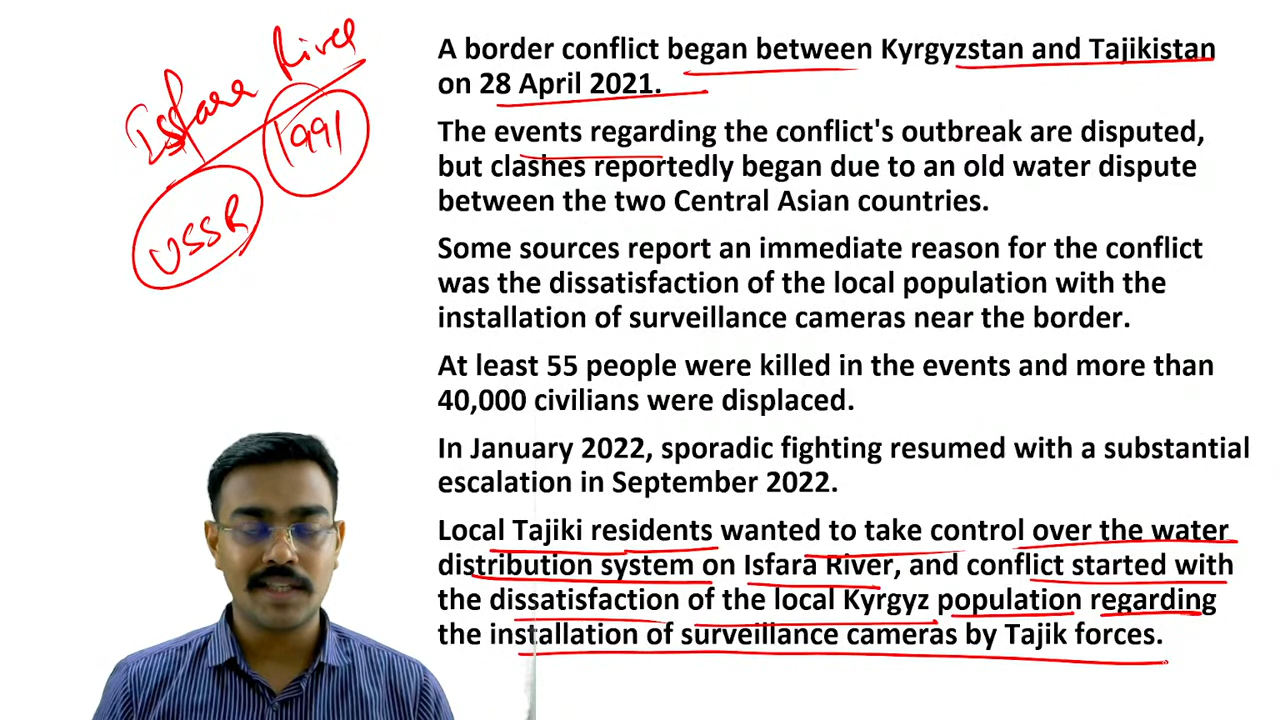 Isfara River
1991
USSR
A border conflict began between Kyrgyzstan and Tajikistan
on 28 April 2021.
The events regarding the conflict's outbreak are disputed,
but clashes reportedly began due to an old water dispute
between the two Central Asian countries.
Some sources report an immediate reason for the conflict
was the dissatisfaction of the local population with the
installation of surveillance cameras near the border.
At least 55 people were killed in the events and more than
40,000 civilians were displaced.
In January 2022, sporadic fighting resumed with a substantial
escalation in September 2022.
Local Tajiki residents wanted to take control over the water
distribution system on Isfara River, and conflict started with
the dissatisfaction of the local Kyrgyz population regarding
the installation of surveillance cameras by Tajik forces.